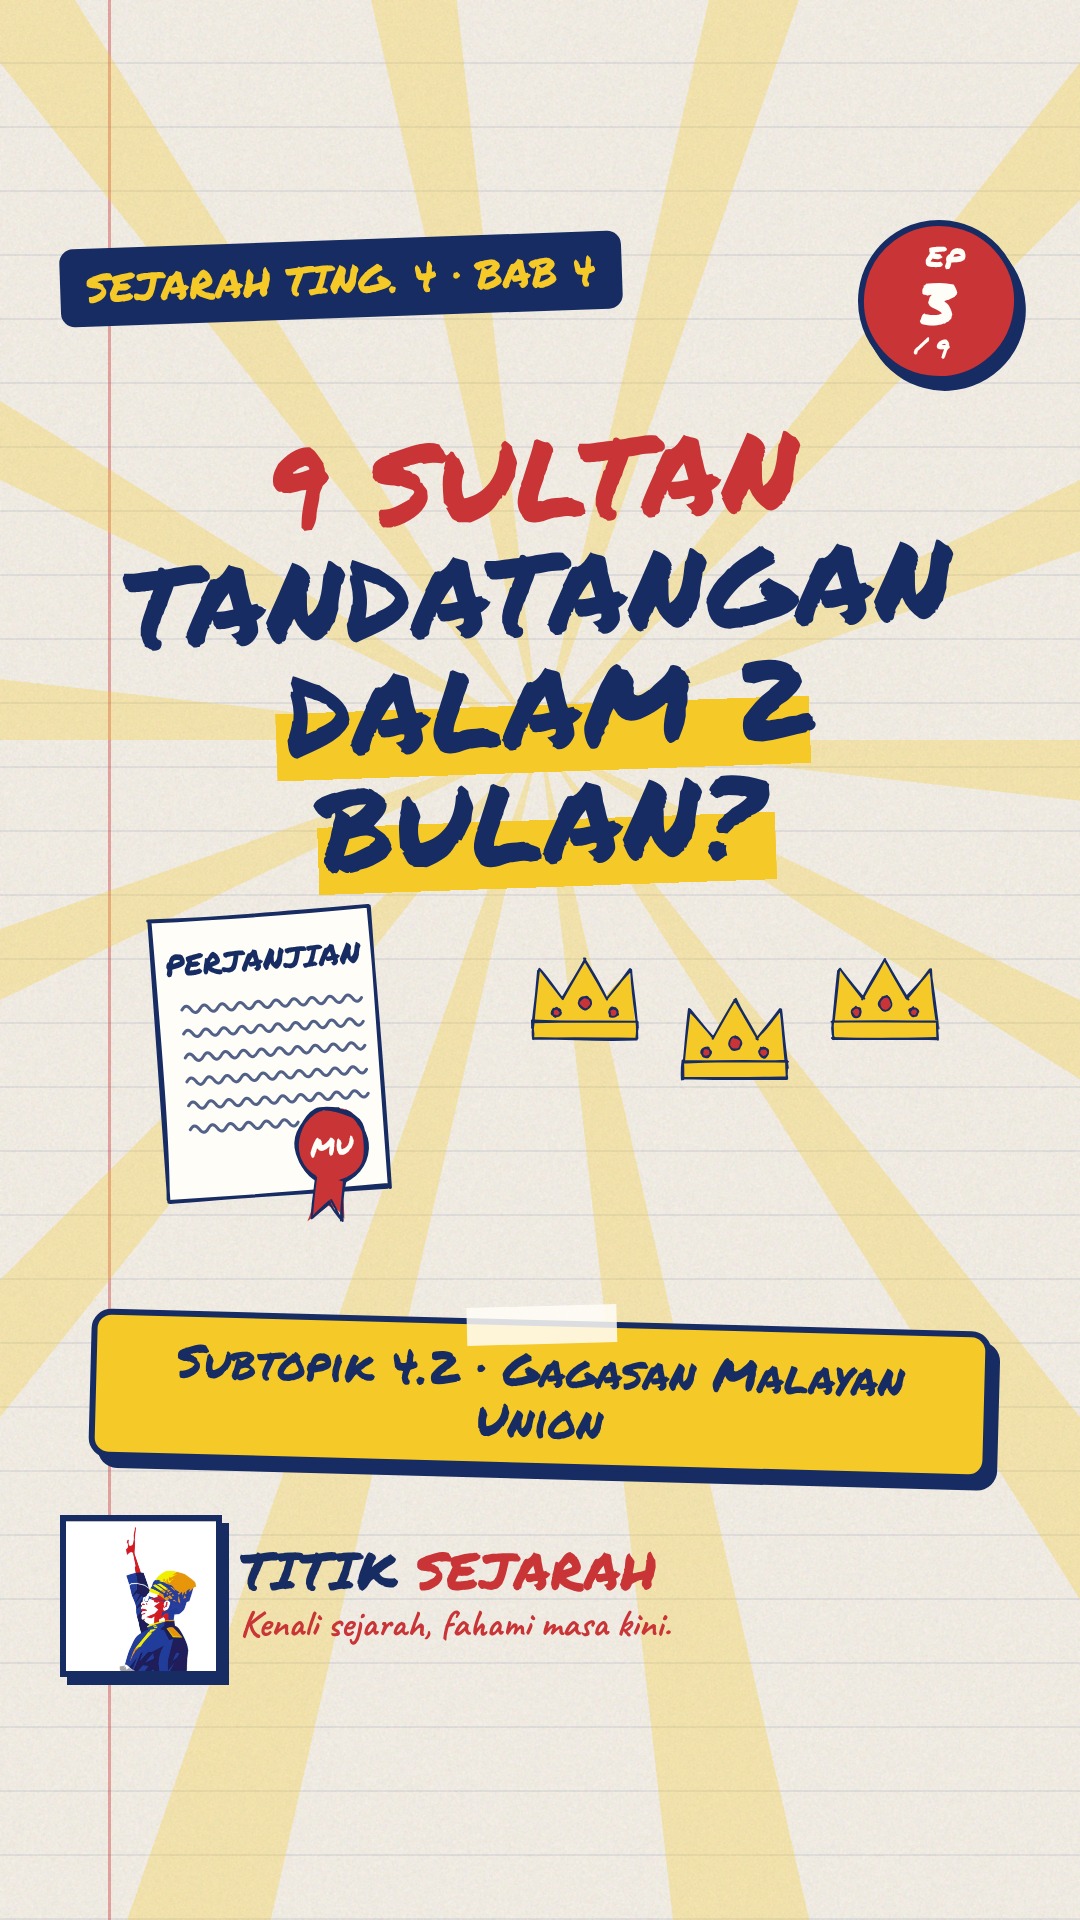 SEJARAH TING. 4 · BAB 4
EP
3
/ 9
9 SULTAN
TANDATANGAN
DALAM 2
BULAN?
PERJANJIAN
MU
SUBTOPIK 4.2 · GAGASAN MALAYAN
UNION
TITIK SEJARAH
Kenali sejarah, fahami masa kini.